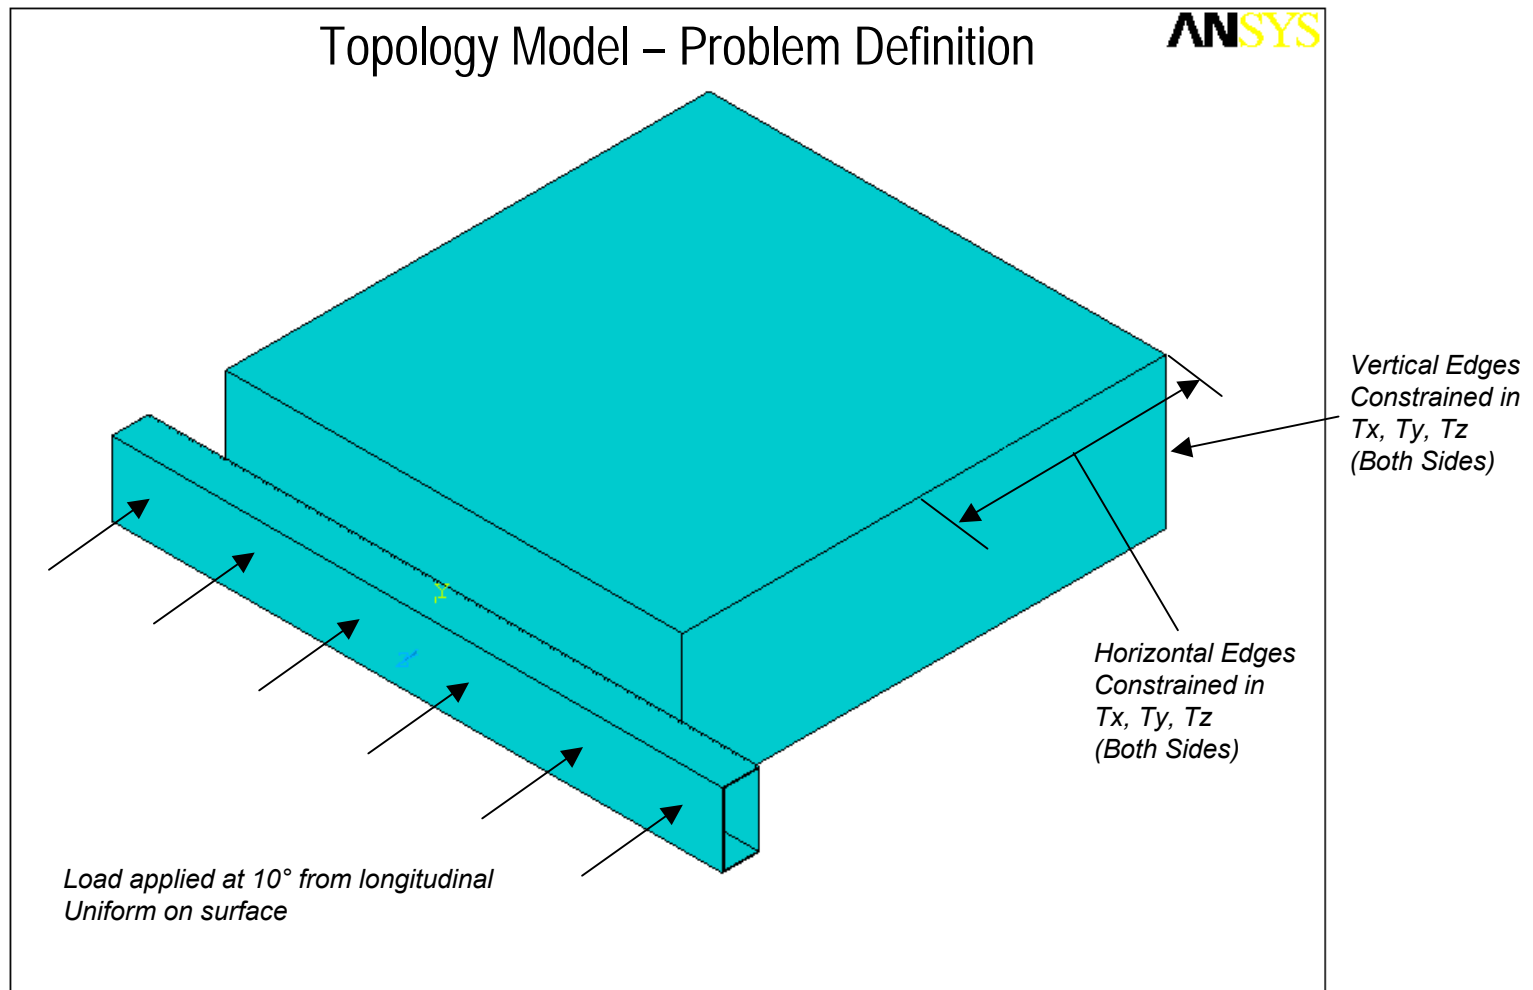 Topology Model – Problem Definition
ANSYS
Vertical Edges
Constrained in
Tx, Ty, Tz
(Both Sides)
Y
Z
Horizontal Edges
Constrained in
Tx, Ty, Tz
(Both Sides)
Load applied at 10° from longitudinal
Uniform on surface